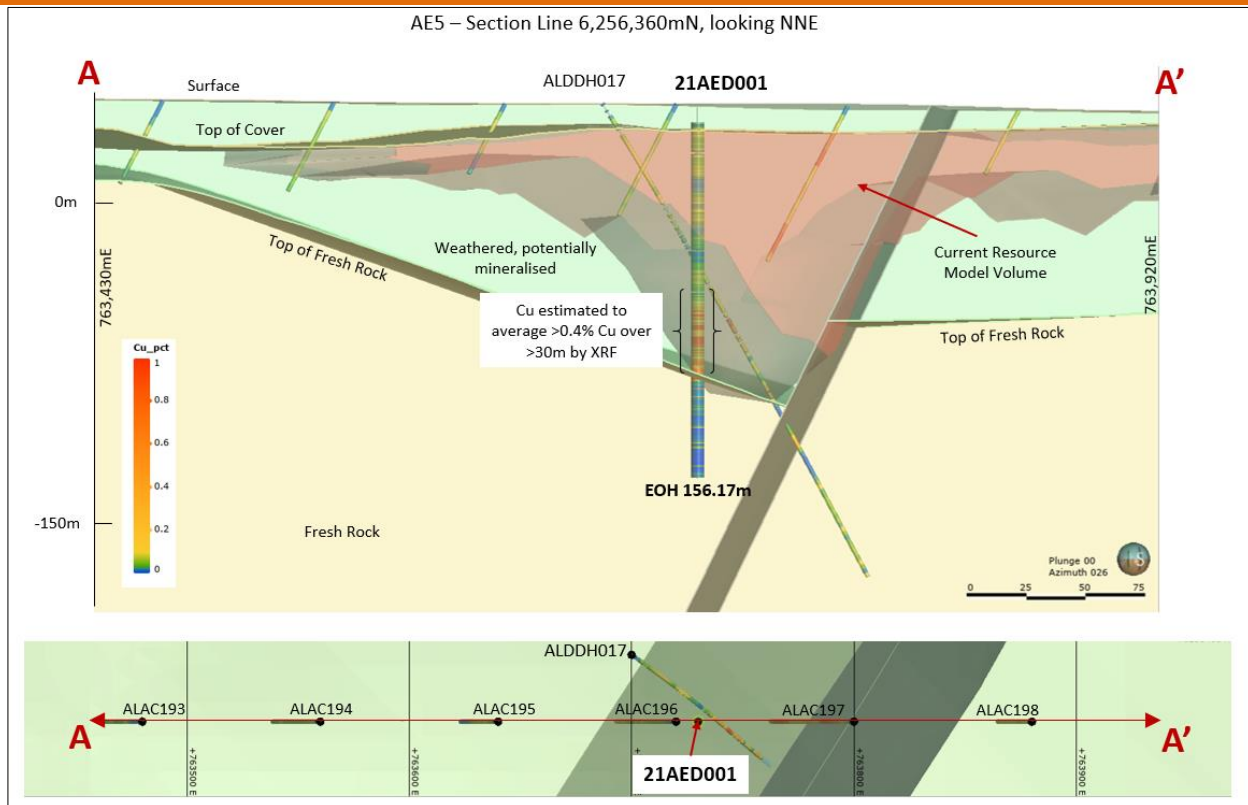 AE5 – Section Line 6,256,360mN, looking NNE
A
A'
Surface
ALDDH017
21AED001
Top of Cover
0m
763,430mE
763,920mE
Top of Fresh Rock
Weathered, potentially
mineralised
Current Resource
Model Volume
Cu estimated to
average >0.4% Cu over
>30m by XRF
Top of Fresh Rock
Cu_pct
1
0.8
0.6
0.4
0.2
0
EOH 156.17m
-150m
Fresh Rock
Plunge 00
Azimuth 026
0 25 50 75
ALDDH017
ALAC193
ALAC194
ALAC195
ALAC196
ALAC197
ALAC198
A
A'
21AED001
+763500 E
+763600 E
+763800 E
+763900 E